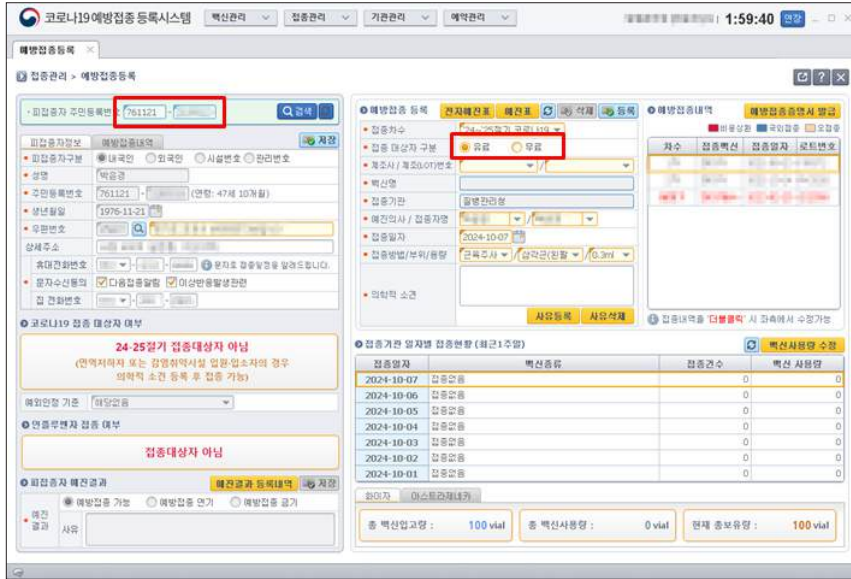 코로나19 예방접종 등록시스템 백신관리 접종관리 기관관리 예약관리 1:59:40 연장
예방접종등록
접종관리 > 예방접종등록
피접종자 주민등록번호 761121 - 검색
피접종자정보 예방접종내역 저장
피접종자구분 내국인 외국인 시설번호 관리번호
성명 박응경
주민등록번호 761121 - (연령: 47세 10개월)
생년월일 1976-11-21
우편번호
상세주소
휴대전화번호 문자로 접종일정을 알려드립니다.
문자수신동의 다음접종알림 이상반응발생관련
집 전화번호
코로나19 접종 대상자 여부
24-25절기 접종대상자 아님
(면역저하자 또는 감염취약시설 입원·입소자의 경우
의학적 소견 등록 후 접종 가능)
예외인정 기준 해당없음
인플루엔자 접종 여부
접종대상자 아님
피접종자 예진결과 예진결과 등록내역 저장
예진 결과 예방접종 가능 예방접종 연기 예방접종 금기
사유
예방접종 등록 전자예진표 예진표 삭제 등록
접종차수 24~25절기 코로나19
접종 대상자 구분 유료 무료
제조사 / 제조(LOT)번호 /
백신명
접종기관 질병관리청
예진의사 / 접종자명 /
접종일자 2024-10-07
접종방법/부위/용량 근육주사 / 삼각근(왼팔 / 0.3ml
의학적 소견
사유등록 사유삭제
예방접종내역 예방접종증명서 발급
비용상환 국외접종 오접종
차수 접종백신 접종일자 로트번호
접종내역을 '더블클릭' 시 좌측에서 수정가능
접종기관 일자별 접종현황 (최근1주일) 백신사용량 수정
접종일자 백신종류 접종건수 백신 사용량
2024-10-07 접종없음 0 0
2024-10-06 접종없음 0 0
2024-10-05 접종없음 0 0
2024-10-04 접종없음 0 0
2024-10-03 접종없음 0 0
2024-10-02 접종없음 0 0
2024-10-01 접종없음 0 0
화이자 아스트라제네카
총 백신입고량 : 100 vial 총 백신사용량 : 0 vial 현재 총보유량 : 100 vial